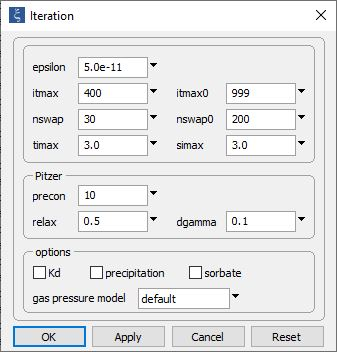 Iteration
epsilon 5.0e-11
itmax 400 itmax0 999
nswap 30 nswap0 200
timax 3.0 simax 3.0
Pitzer
precon 10
relax 0.5 dgamma 0.1
options
Kd precipitation sorbate
gas pressure model default
OK Apply Cancel Reset